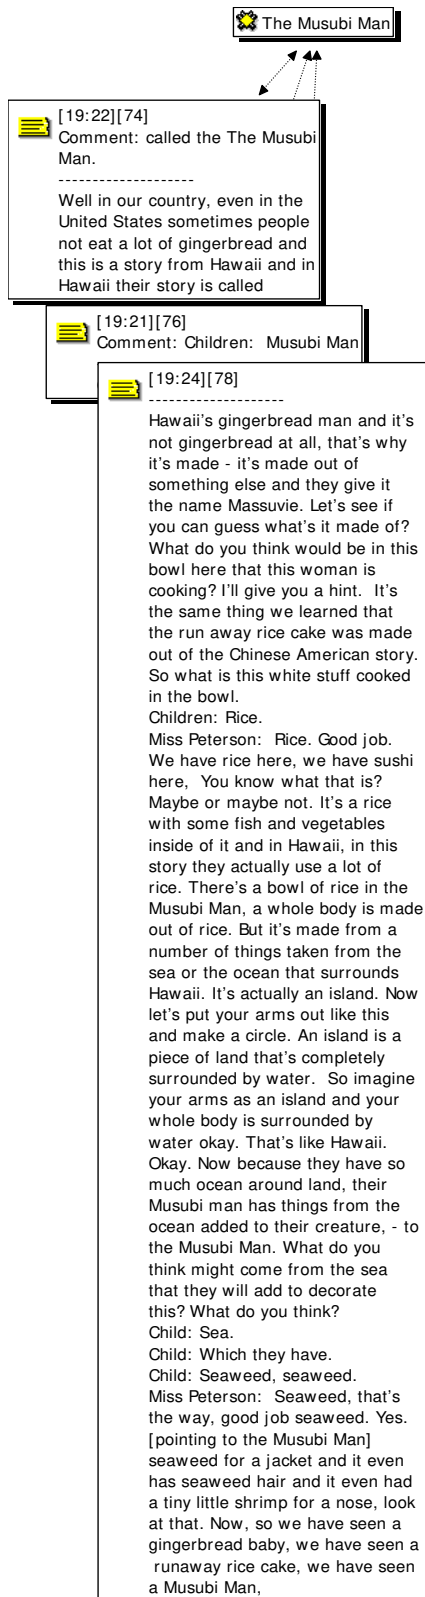 The Musubi Man
[19:22][74]
Comment: called the The Musubi
Man.
--------------------
Well in our country, even in the
United States sometimes people
not eat a lot of gingerbread and
this is a story from Hawaii and in
Hawaii their story is called
[19:21][76]
Comment: Children: Musubi Man
[19:24][78]
--------------------
Hawaii's gingerbread man and it's
not gingerbread at all, that's why
it's made - it's made out of
something else and they give it
the name Massuvie. Let's see if
you can guess what's it made of?
What do you think would be in this
bowl here that this woman is
cooking? I'll give you a hint. It's
the same thing we learned that
the run away rice cake was made
out of the Chinese American story.
So what is this white stuff cooked
in the bowl.
Children: Rice.
Miss Peterson: Rice. Good job.
We have rice here, we have sushi
here, You know what that is?
Maybe or maybe not. It's a rice
with some fish and vegetables
inside of it and in Hawaii, in this
story they actually use a lot of
rice. There's a bowl of rice in the
Musubi Man, a whole body is made
out of rice. But it's made from a
number of things taken from the
sea or the ocean that surrounds
Hawaii. It's actually an island. Now
let's put your arms out like this
and make a circle. An island is a
piece of land that's completely
surrounded by water. So imagine
your arms as an island and your
whole body is surrounded by
water okay. That's like Hawaii.
Okay. Now because they have so
much ocean around land, their
Musubi man has things from the
ocean added to their creature, - to
the Musubi Man. What do you
think might come from the sea
that they will add to decorate
this? What do you think?
Child: Sea.
Child: Which they have.
Child: Seaweed, seaweed.
Miss Peterson: Seaweed, that's
the way, good job seaweed. Yes.
[pointing to the Musubi Man]
seaweed for a jacket and it even
has seaweed hair and it even had
a tiny little shrimp for a nose, look
at that. Now, so we have seen a
gingerbread baby, we have seen a
runaway rice cake, we have seen
a Musubi Man,